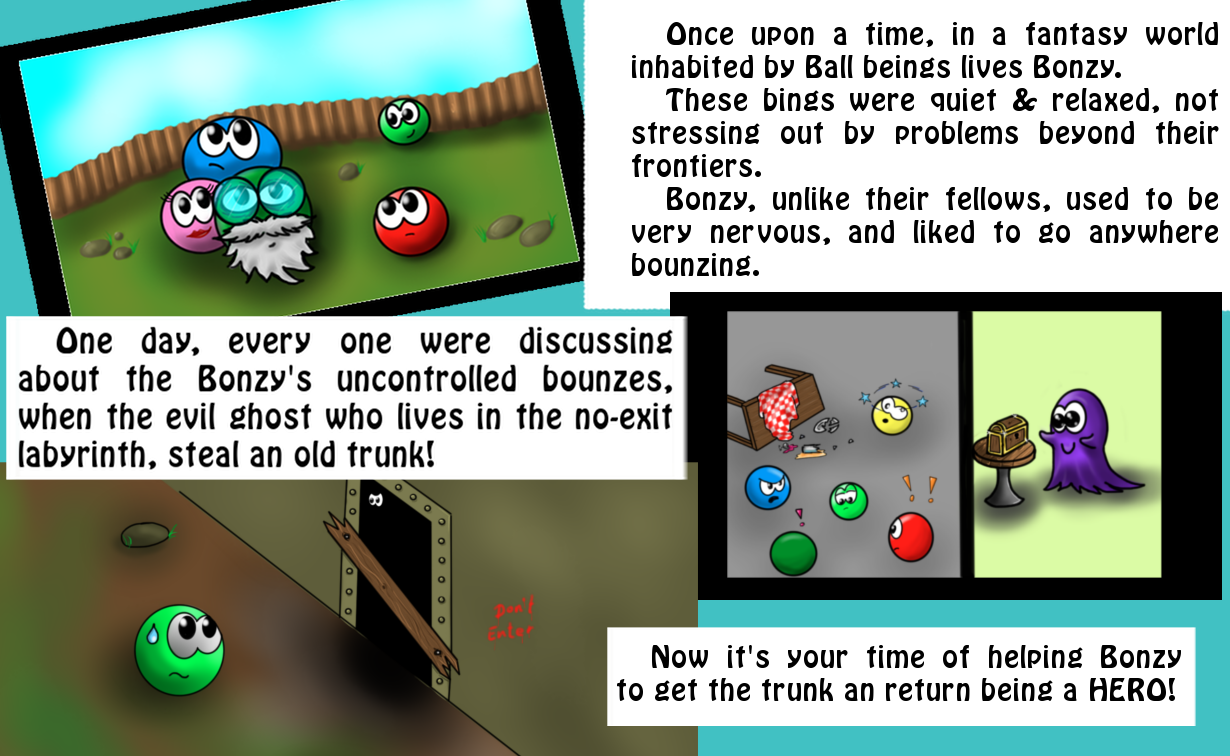 Once upon a time, in a fantasy world
inhabited by Ball beings lives Bonzy.
These bings were quiet & relaxed, not
stressing out by problems beyond their
frontiers.
Bonzy, unlike their fellows, used to be
very nervous, and liked to go anywhere
bounzing.
One day, every one were discussing
about the Bonzy's uncontrolled bounzes,
when the evil ghost who lives in the no-exit
labyrinth, steal an old trunk!
! !
!
Don't
Enter
Now it's your time of helping Bonzy
to get the trunk an return being a HERO!